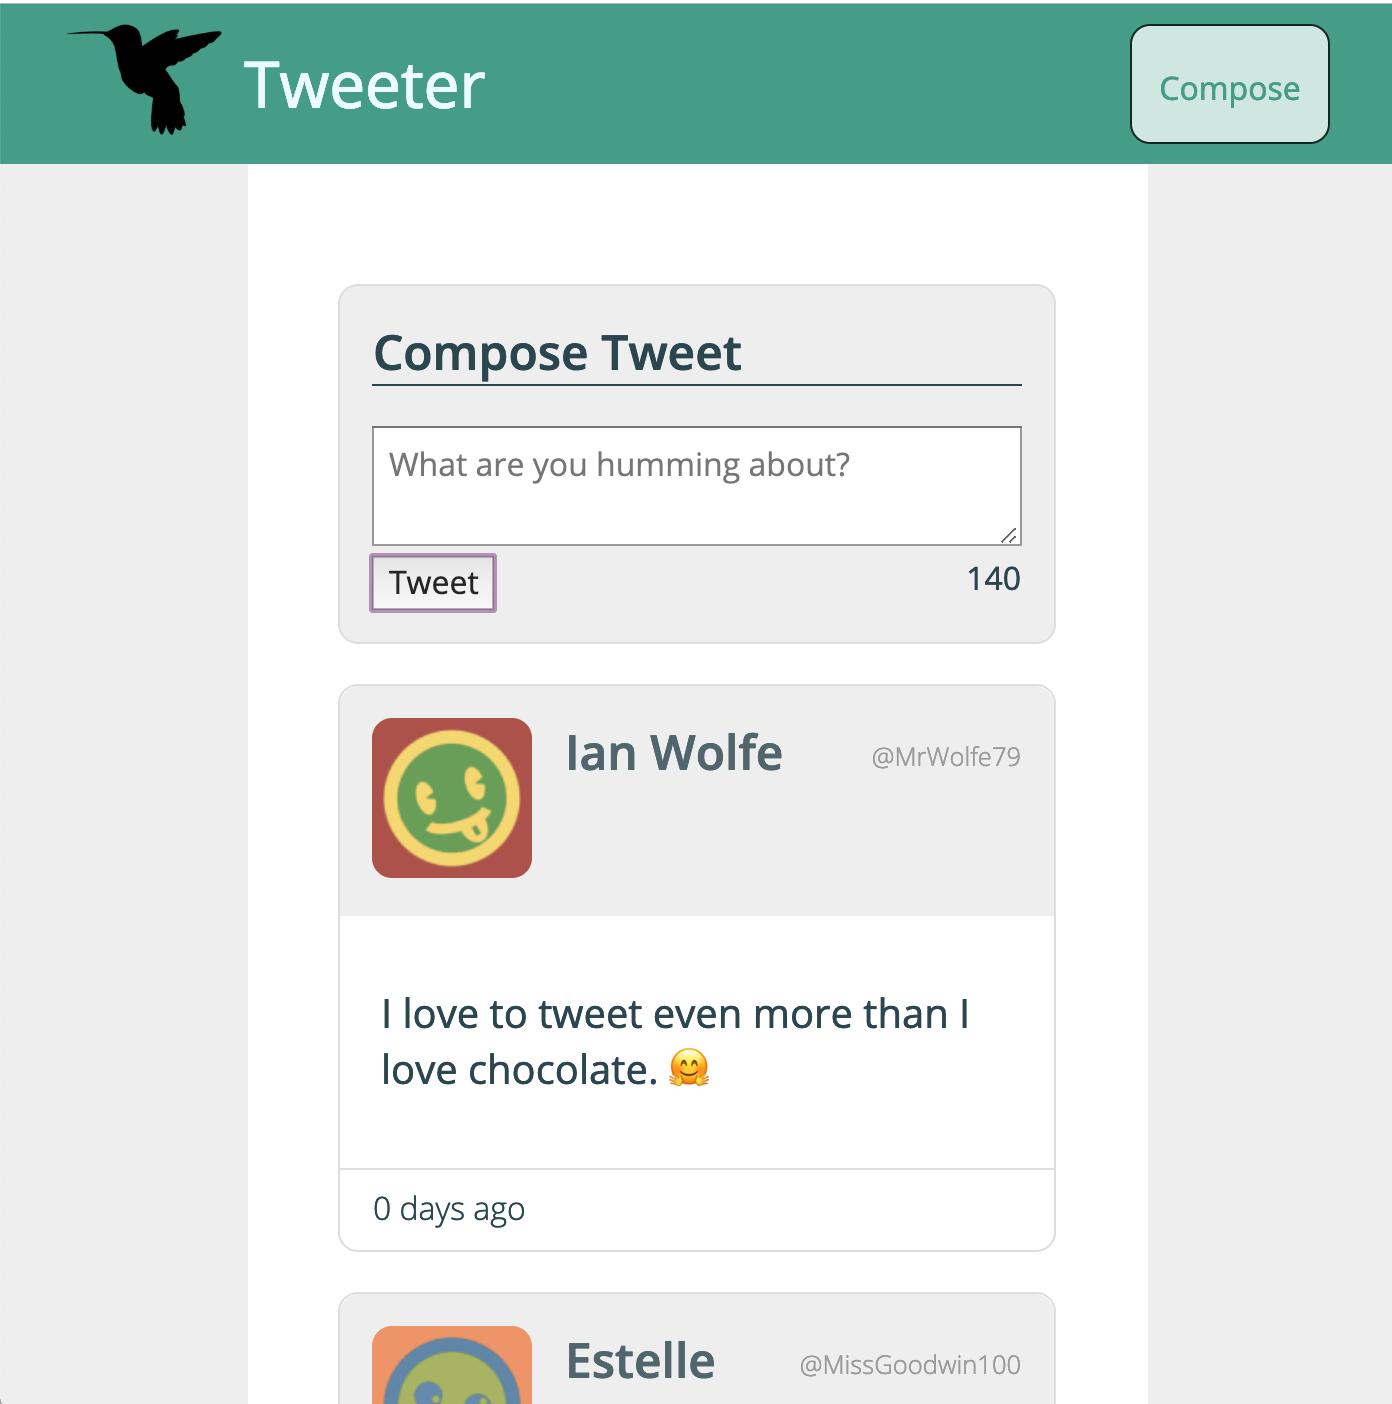 Tweeter
Compose
Compose Tweet
What are you humming about?
Tweet
140
Ian Wolfe
@MrWolfe79
I love to tweet even more than I
love chocolate. 🤗
0 days ago
Estelle
@MissGoodwin100